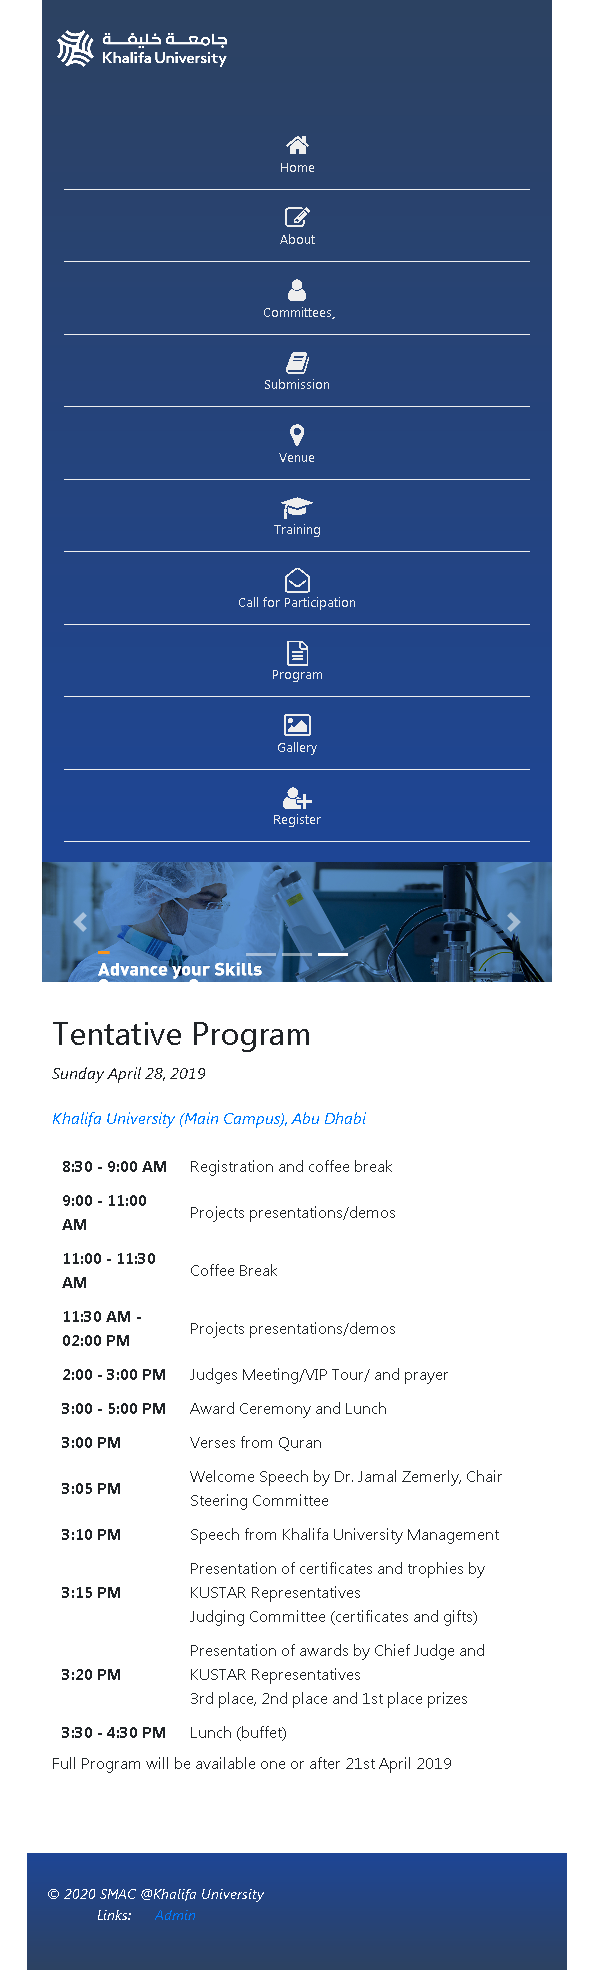 جامعة خليفة
Khalifa University
Home
About
Committees,
Submission
Venue
Training
Call for Participation
Program
Gallery
Register
Advance your Skills
Tentative Program
Sunday April 28, 2019
Khalifa University (Main Campus), Abu Dhabi
8:30 - 9:00 AM Registration and coffee break
9:00 - 11:00
AM
Projects presentations/demos
11:00 - 11:30
AM
Coffee Break
11:30 AM -
02:00 PM
Projects presentations/demos
2:00 - 3:00 PM Judges Meeting/VIP Tour/ and prayer
3:00 - 5:00 PM Award Ceremony and Lunch
3:00 PM Verses from Quran
3:05 PM
Welcome Speech by Dr. Jamal Zemerly, Chair
Steering Committee
3:10 PM Speech from Khalifa University Management
3:15 PM
Presentation of certificates and trophies by
KUSTAR Representatives
Judging Committee (certificates and gifts)
3:20 PM
Presentation of awards by Chief Judge and
KUSTAR Representatives
3rd place, 2nd place and 1st place prizes
3:30 - 4:30 PM Lunch (buffet)
Full Program will be available one or after 21st April 2019
© 2020 SMAC @Khalifa University
Links: Admin